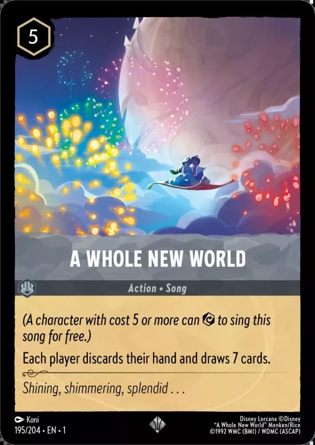 5
A WHOLE NEW WORLD
Action • Song
(A character with cost 5 or more can to sing this
song for free.)
Each player discards their hand and draws 7 cards.
Shining, shimmering, splendid . . .
Koni
195/204 • EN • 1
Disney Lorcana ©Disney
"A Whole New World" Menken/Rice
©1992 WMC (BMI) / WDMC (ASCAP)